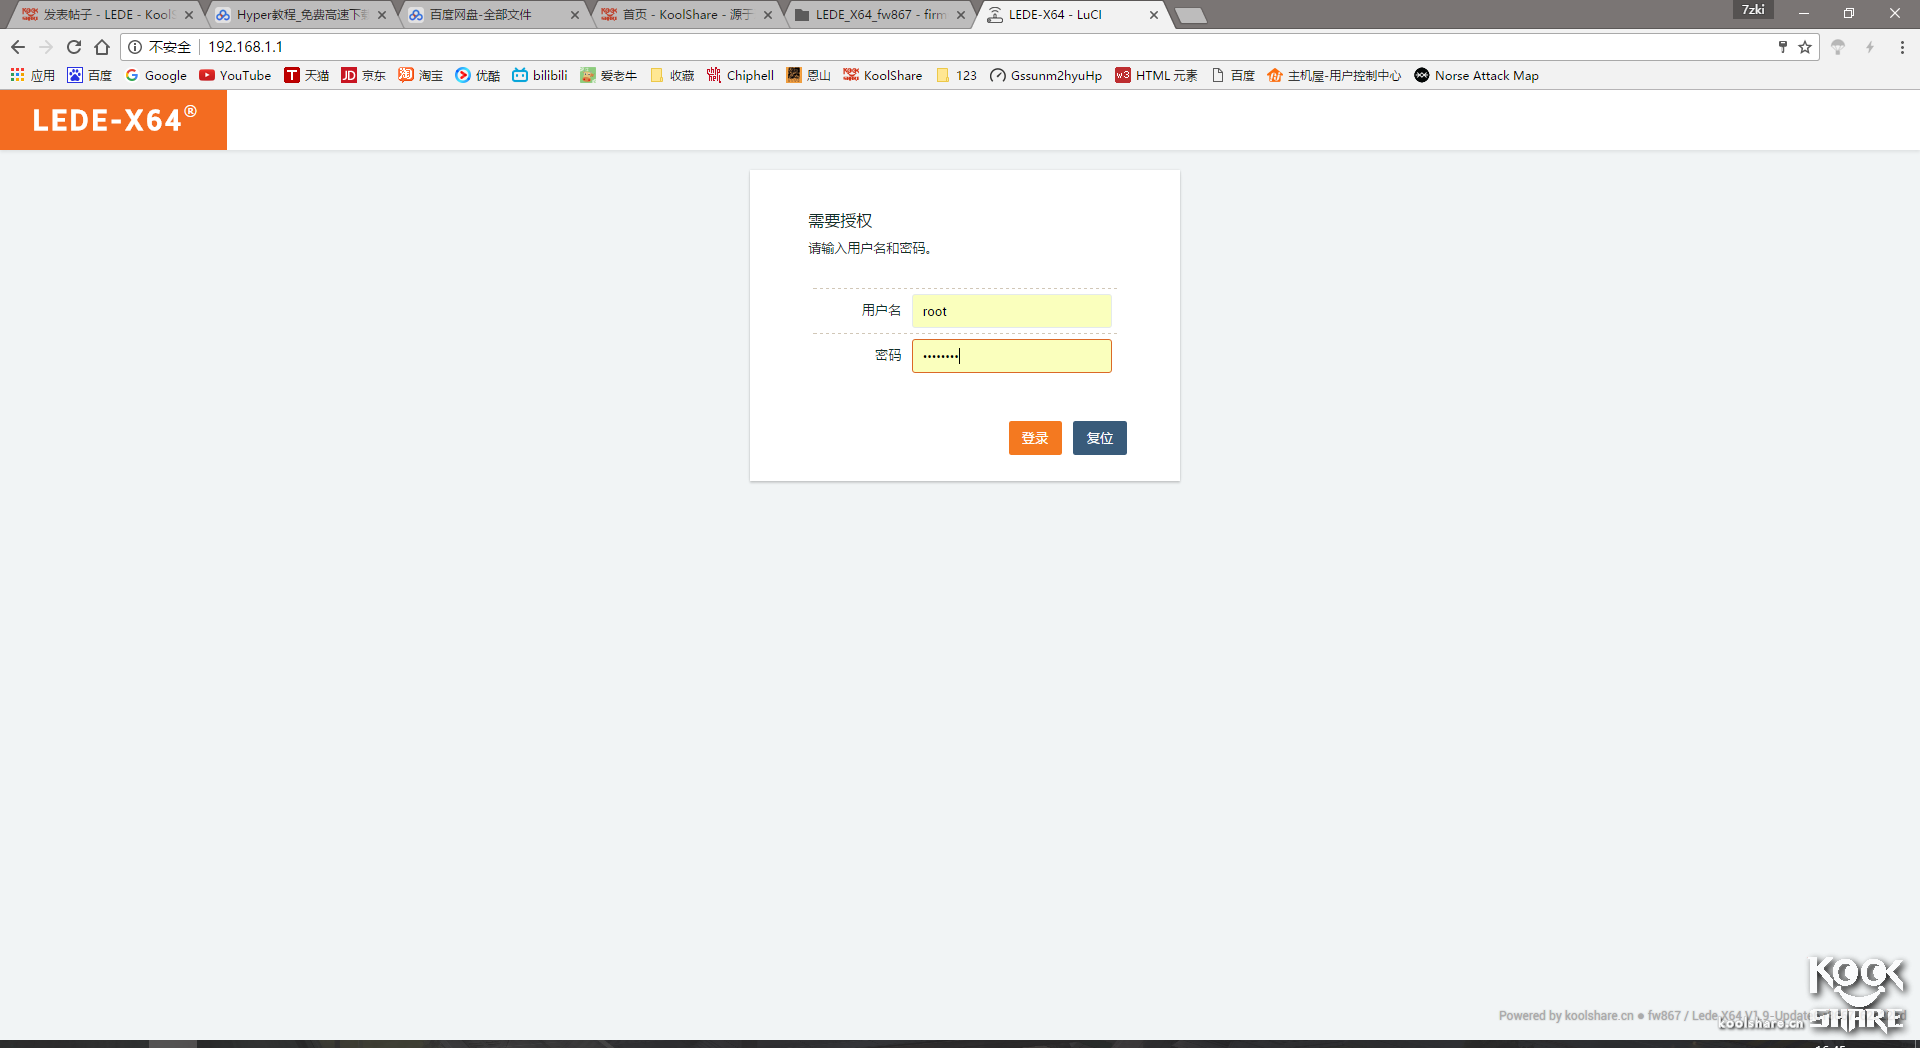 发表帖子 - LEDE - Kool
Hyper教程_免费高速下
百度网盘-全部文件
首页 - KoolShare - 源于
LEDE_X64_fw867 - firm
LEDE-X64 - LuCI
7zki
不安全
192.168.1.1
应用 百度 Google YouTube 天猫 京东 淘宝 优酷 bilibili 爱老牛 收藏 Chiphell 恩山 KoolShare 123 Gssunm2hyuHp HTML 元素 百度 主机屋-用户控制中心 Norse Attack Map
LEDE-X64®
需要授权
请输入用户名和密码。
用户名 root
密码 ••••••••
登录 复位
Powered by koolshare.cn ● fw867 / Lede X64 V1.9-Update
koolshare.cn
KOOL
SHARE